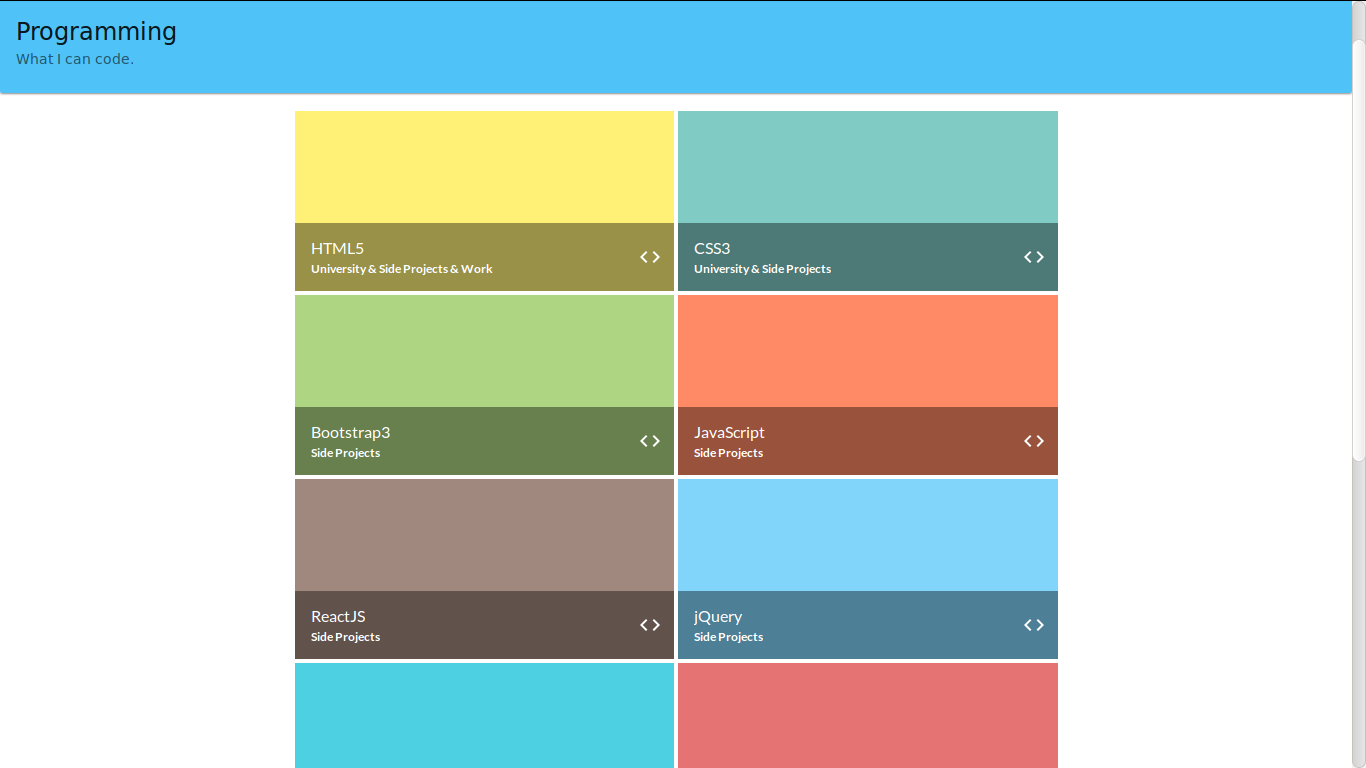 Programming
What I can code.
HTML5
University & Side Projects & Work
CSS3
University & Side Projects
Bootstrap3
Side Projects
JavaScript
Side Projects
ReactJS
Side Projects
jQuery
Side Projects